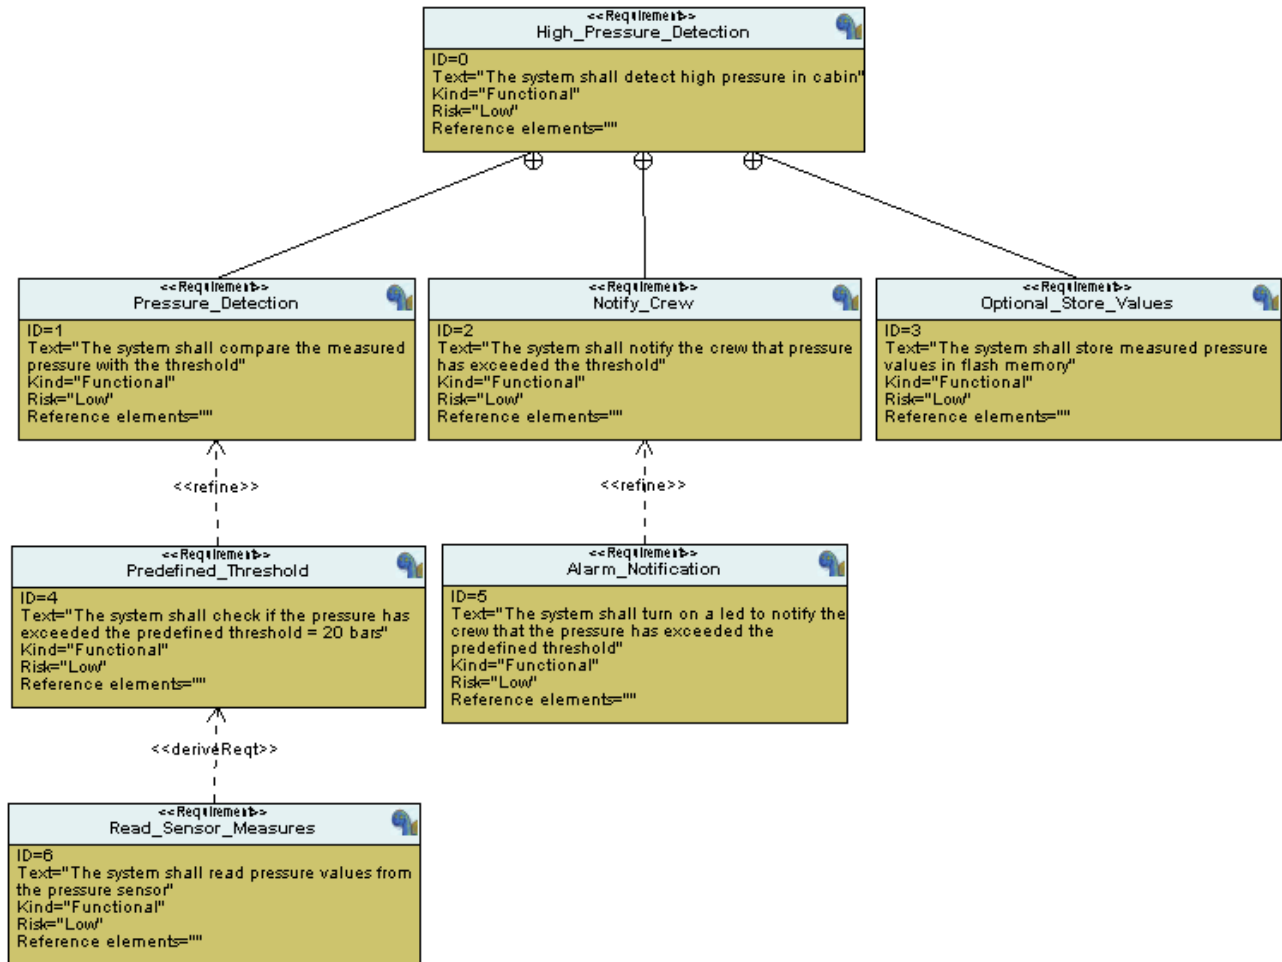 <<Requirement>>
High_Pressure_Detection
ID=0
Text="The system shall detect high pressure in cabin"
Kind="Functional"
Risk="Low"
Reference elements=""
<<Requirement>>
Pressure_Detection
ID=1
Text="The system shall compare the measured
pressure with the threshold"
Kind="Functional"
Risk="Low"
Reference elements=""
<<Requirement>>
Notify_Crew
ID=2
Text="The system shall notify the crew that pressure
has exceeded the threshold"
Kind="Functional"
Risk="Low"
Reference elements=""
<<Requirement>>
Optional_Store_Values
ID=3
Text="The system shall store measured pressure
values in flash memory"
Kind="Functional"
Risk="Low"
Reference elements=""
<<refine>>
<<refine>>
<<Requirement>>
Predefined_Threshold
ID=4
Text="The system shall check if the pressure has
exceeded the predefined threshold = 20 bars"
Kind="Functional"
Risk="Low"
Reference elements=""
<<Requirement>>
Alarm_Notification
ID=5
Text="The system shall turn on a led to notify the
crew that the pressure has exceeded the
predefined threshold"
Kind="Functional"
Risk="Low"
Reference elements=""
<<deriveReqt>>
<<Requirement>>
Read_Sensor_Measures
ID=6
Text="The system shall read pressure values from
the pressure sensor"
Kind="Functional"
Risk="Low"
Reference elements=""